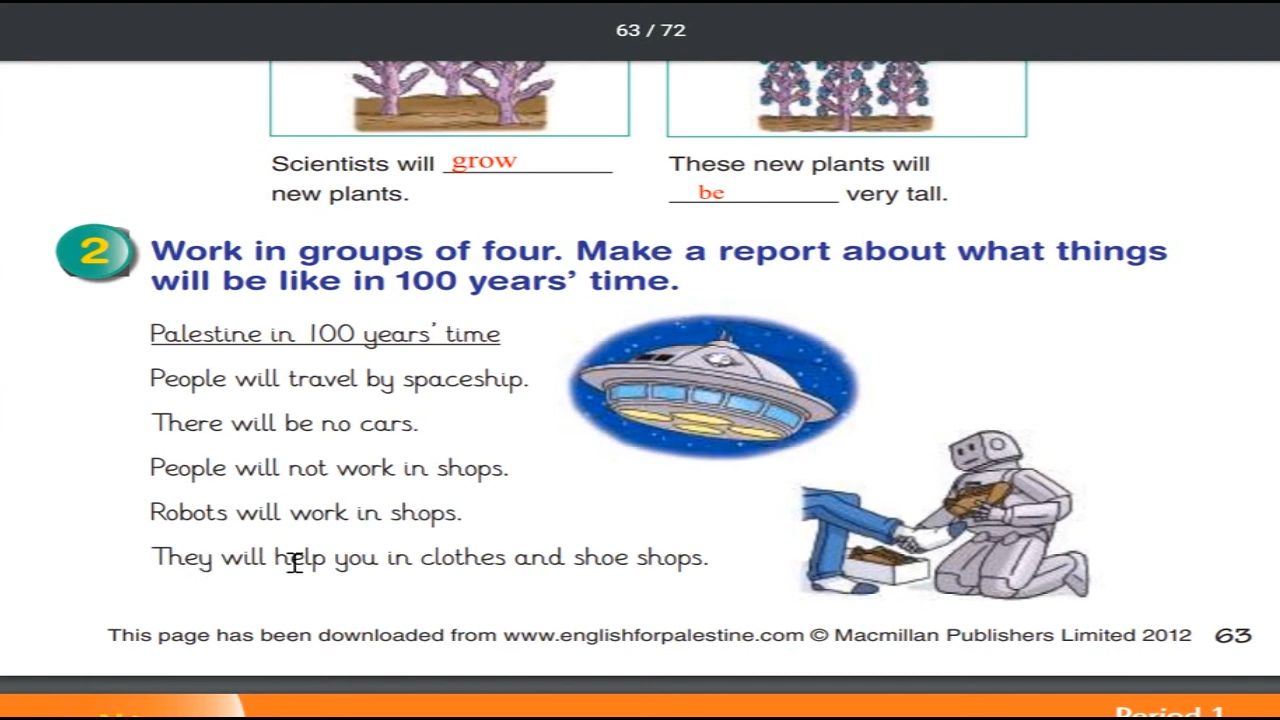 63 / 72
Scientists will grow
new plants.
These new plants will
be very tall.
2
Work in groups of four. Make a report about what things
will be like in 100 years’ time.
Palestine in 100 years’ time
People will travel by spaceship.
There will be no cars.
People will not work in shops.
Robots will work in shops.
They will help you in clothes and shoe shops.
This page has been downloaded from www.englishforpalestine.com © Macmillan Publishers Limited 2012 63
Period 1